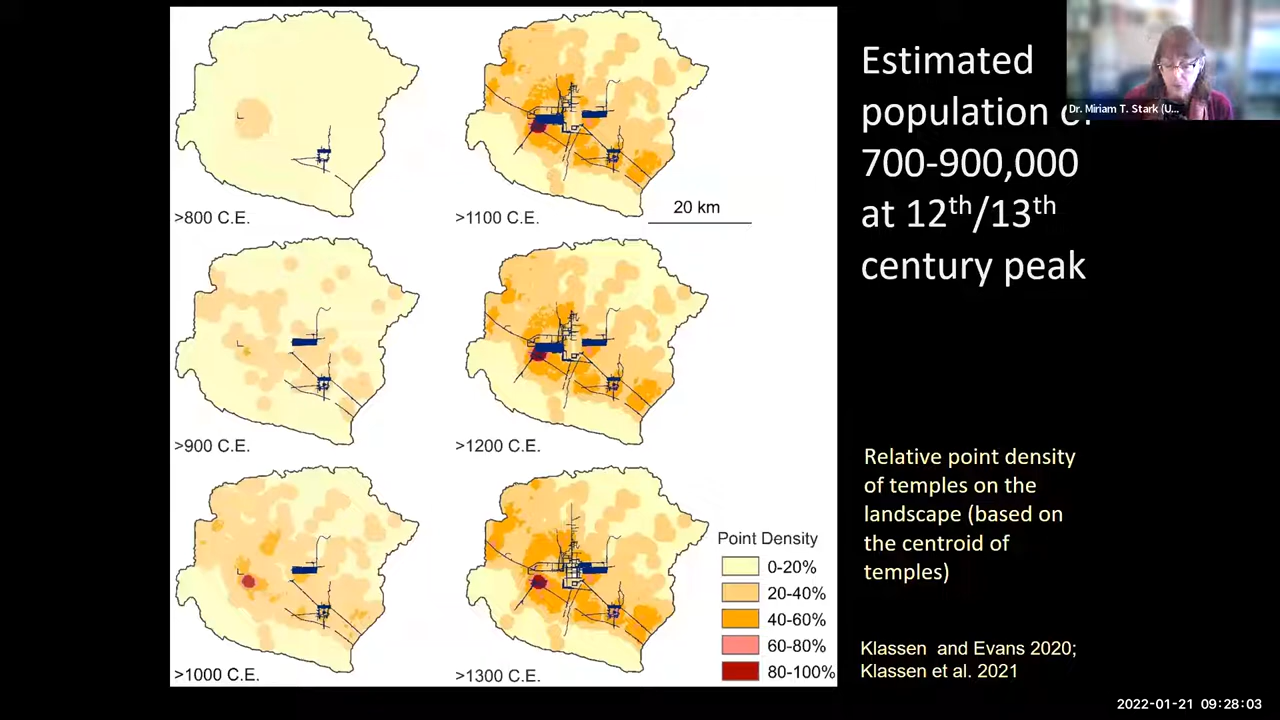 >800 C.E.
>1100 C.E.
20 km
>900 C.E.
>1200 C.E.
>1000 C.E.
>1300 C.E.
Point Density
0-20%
20-40%
40-60%
60-80%
80-100%
Estimated
population
700-900,000
at 12th/13th
century peak
Dr. Miriam T. Stark (U...
Relative point density
of temples on the
landscape (based on
the centroid of
temples)
Klassen and Evans 2020;
Klassen et al. 2021
2022-01-21 09:28:03